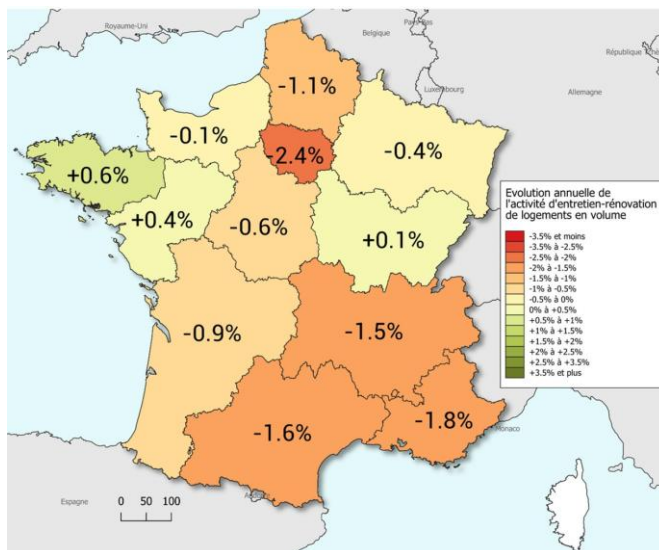 Royaume-Uni
Pays-Bas
Belgique
République Tchè
Luxembourg
Allemagne
-1.1%
-0.1%
-2.4%
-0.4%
+0.6%
+0.4%
-0.6%
+0.1%
-0.9%
-1.5%
-1.6%
-1.8%
Monaco
Espagne
0 50 100
Evolution annuelle de
l'activité d'entretien-rénovation
de logements en volume
-3.5% et moins
-3.5% à -2.5%
-2.5% à -2%
-2% à -1.5%
-1.5% à -1%
-1% à -0.5%
-0.5% à 0%
0% à +0.5%
+0.5% à +1%
+1% à +1.5%
+1.5% à +2%
+2% à +2.5%
+2.5% à +3.5%
+3.5% et plus